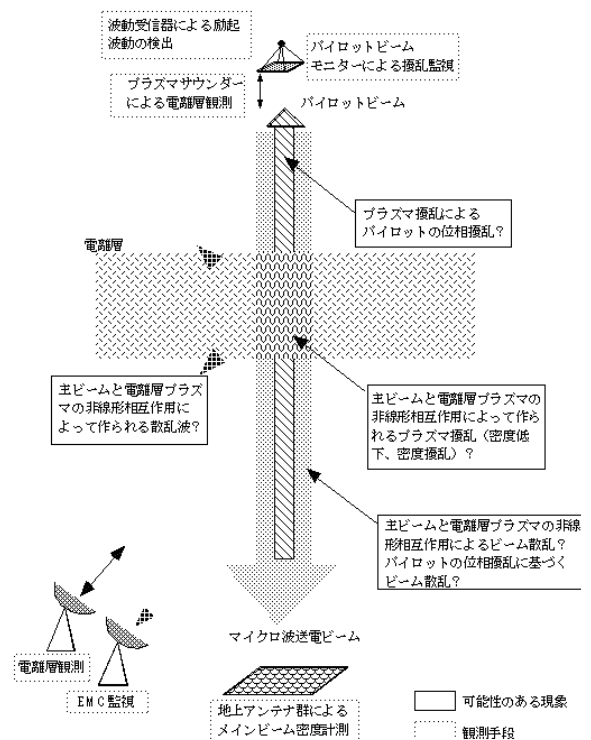 波動受信器による励起
波動の検出
パイロットビーム
モニターによる擾乱監視
プラズマサウンダー
による電離層観測
パイロットビーム
プラズマ擾乱による
パイロットの位相擾乱?
電離層
主ビームと電離層プラズ
マの非線形相互作用に
よって作られる散乱波?
主ビームと電離層プラズマの
非線形相互作用によって作ら
れるプラズマ擾乱(密度低
下、密度擾乱)?
主ビームと電離層プラズマの非線
形相互作用によるビーム散乱?
パイロットの位相擾乱に基づく
ビーム散乱?
マイクロ波送電ビーム
電離層観測
EMC監視
地上アンテナ群による
メインビーム密度計測
可能性のある現象
観測手段